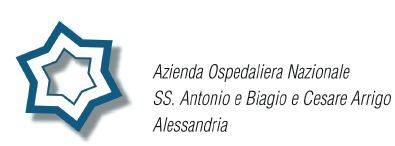 Azienda Ospedaliera Nazionale
SS. Antonio e Biagio e Cesare Arrigo
Alessandria